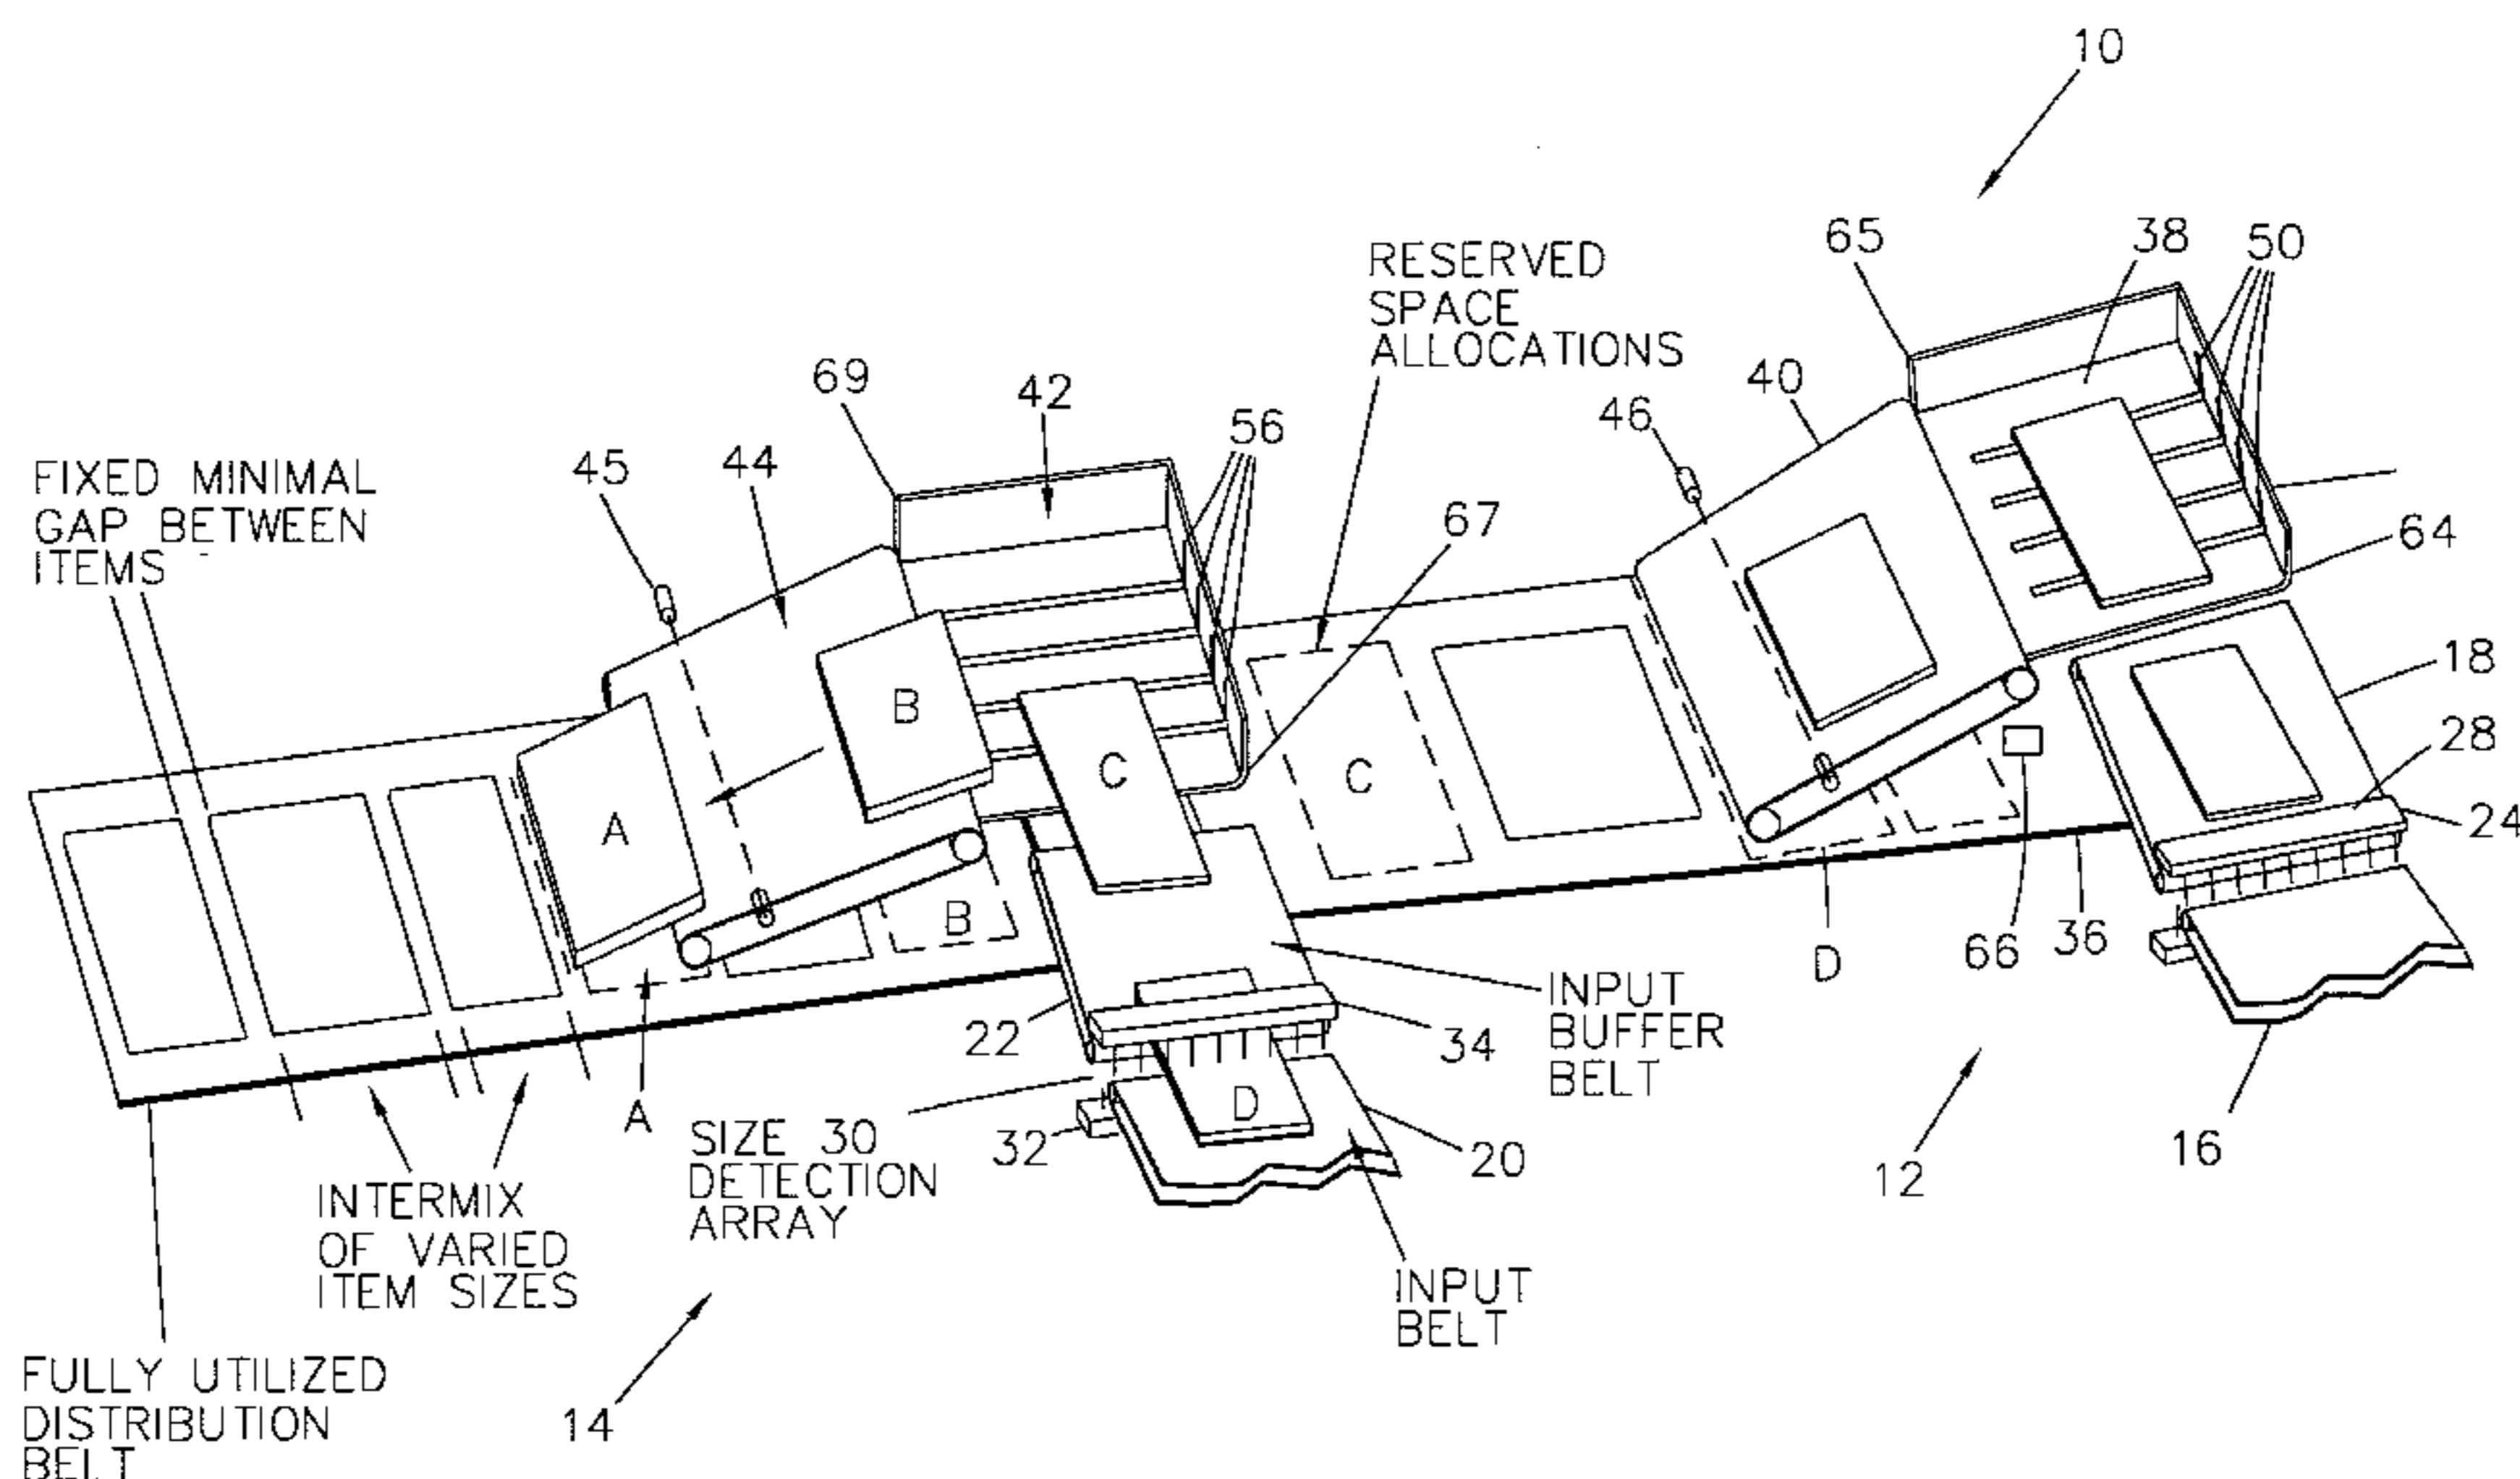 10
65
38
50
RESERVED
SPACE
ALLOCATIONS
69
42
40
46
56
45
44
FIXED MINIMAL
GAP BETWEEN
ITEMS
67
64
18
28
24
B
C
C
A
B
66
36
D
INPUT
BUFFER
BELT
22
34
A
SIZE 30
DETECTION
ARRAY
32
D
20
16
12
INTERMIX
OF VARIED
ITEM SIZES
INPUT
BELT
FULLY UTILIZED
DISTRIBUTION
BELT
14